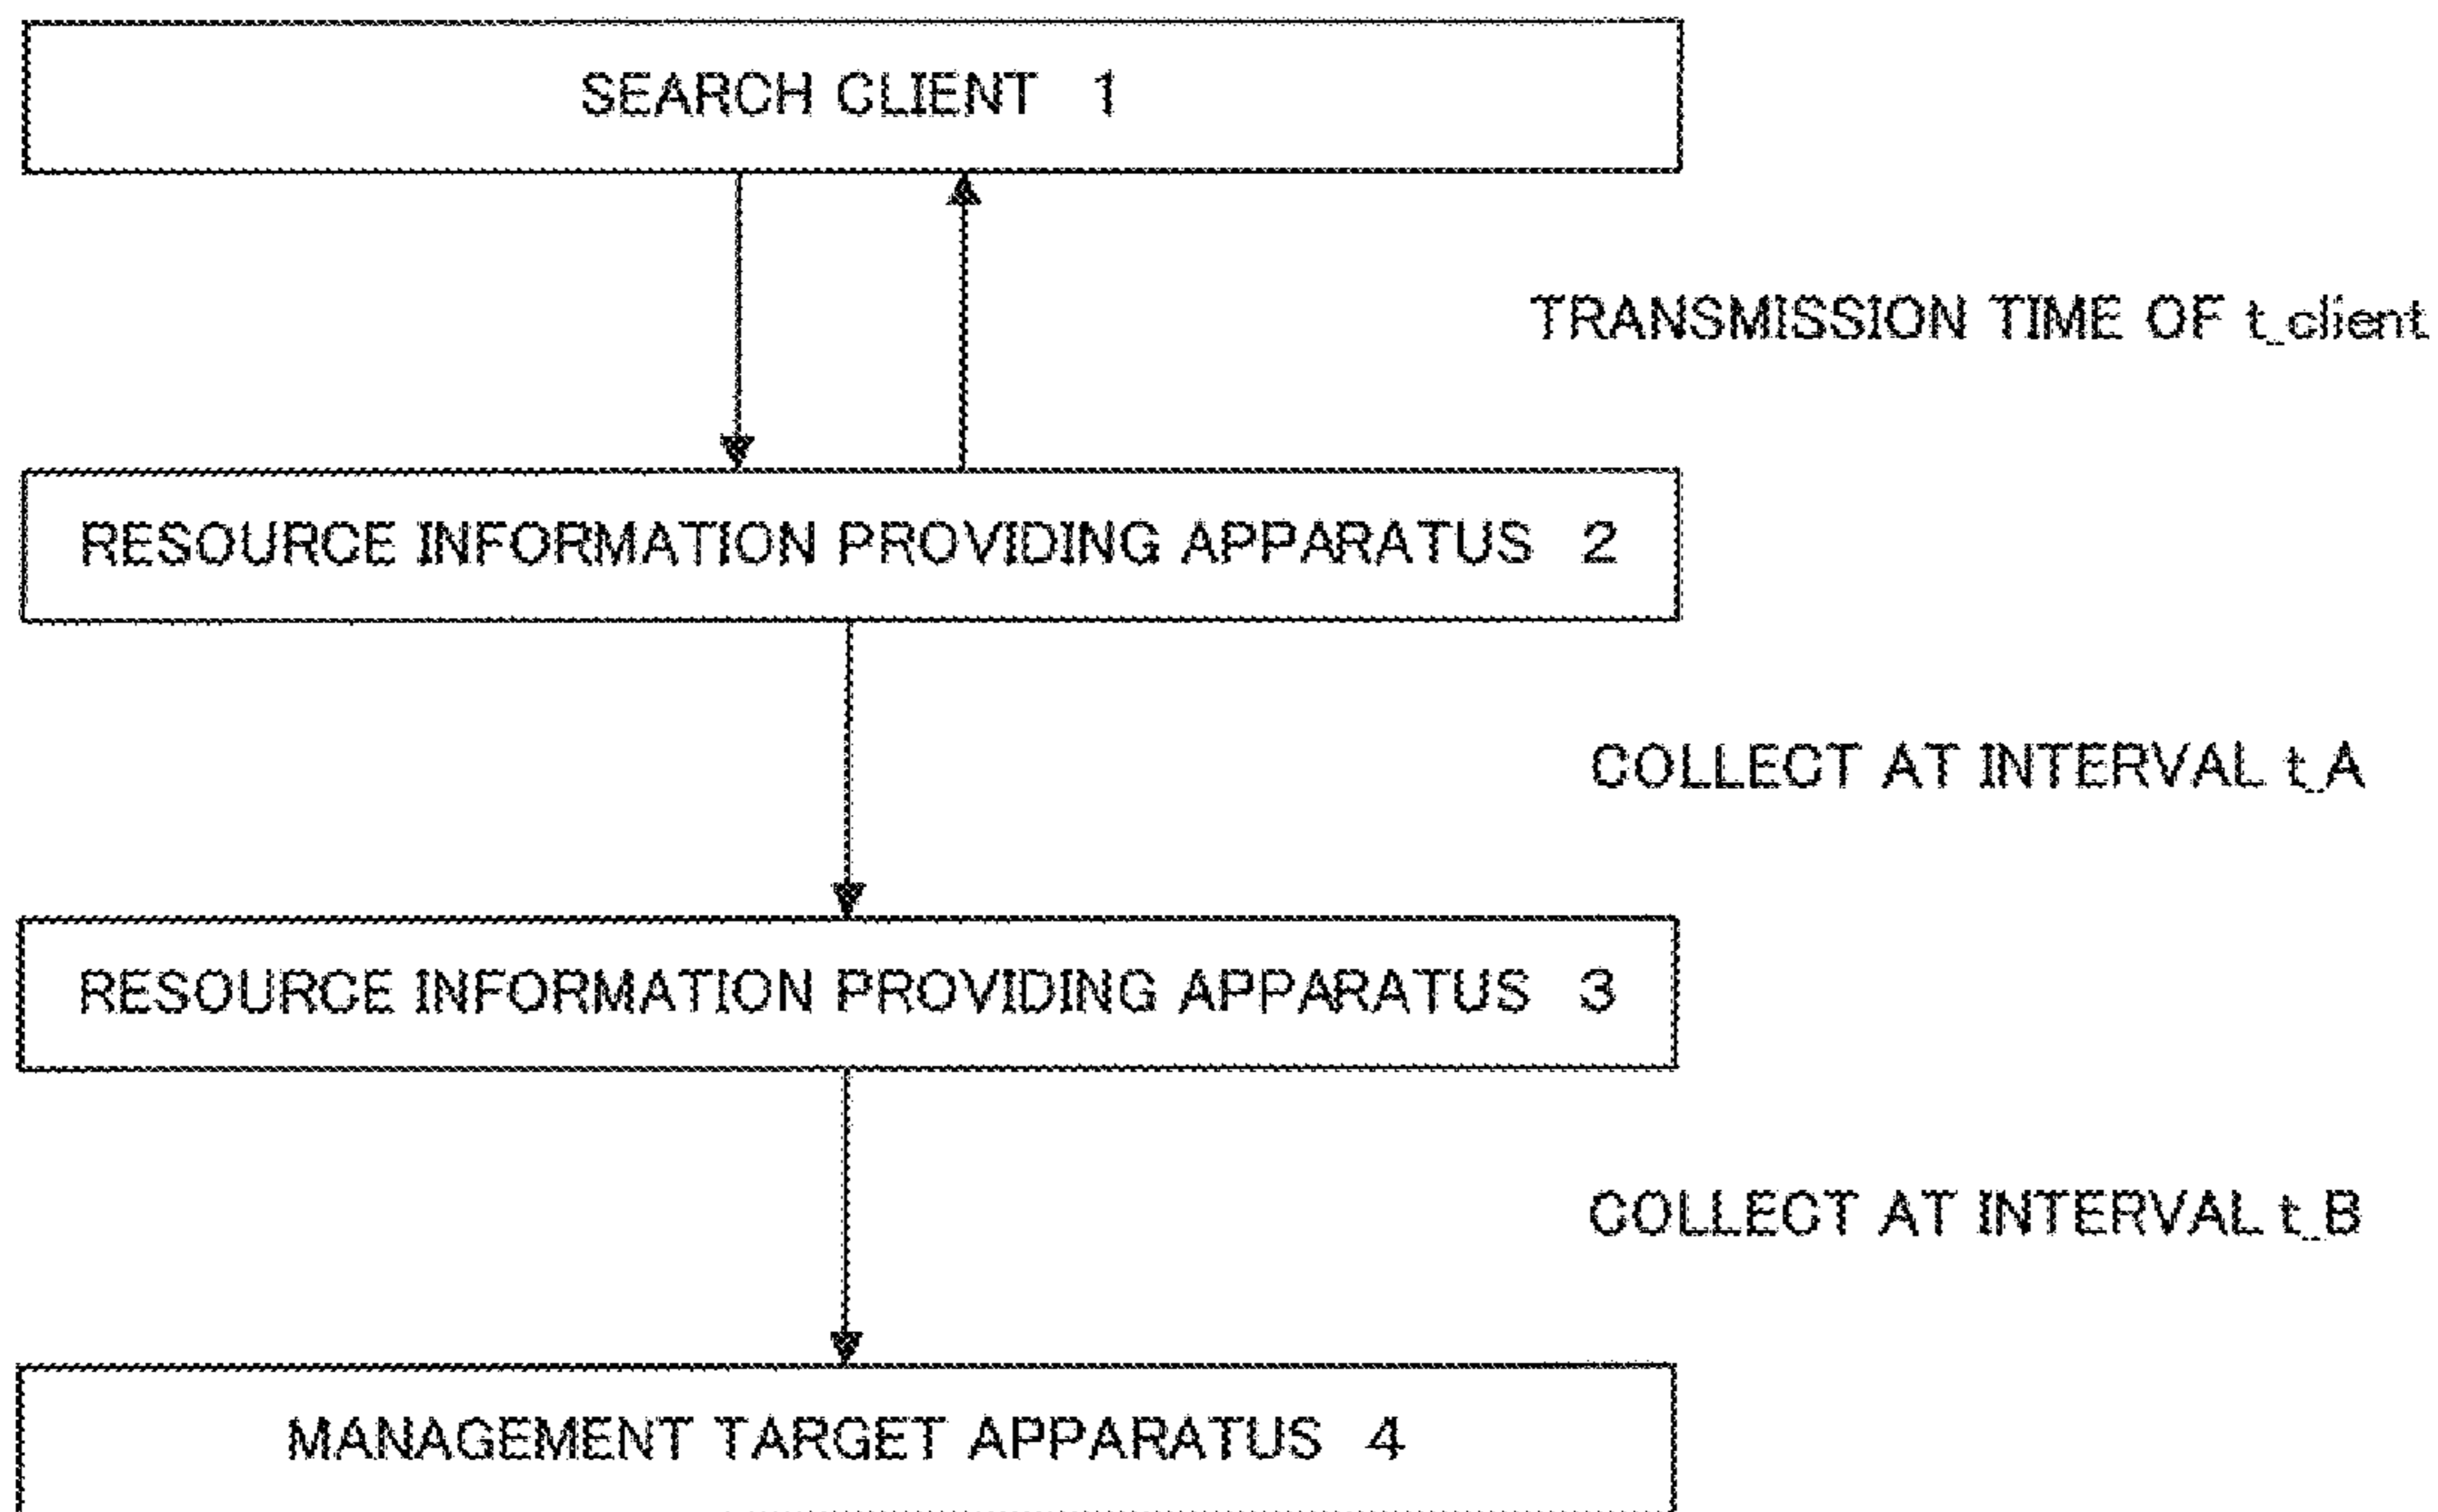 SEARCH CLIENT 1
TRANSMISSION TIME OF t_client
RESOURCE INFORMATION PROVIDING APPARATUS 2
COLLECT AT INTERVAL t_A
RESOURCE INFORMATION PROVIDING APPARATUS 3
COLLECT AT INTERVAL t_B
MANAGEMENT TARGET APPARATUS 4